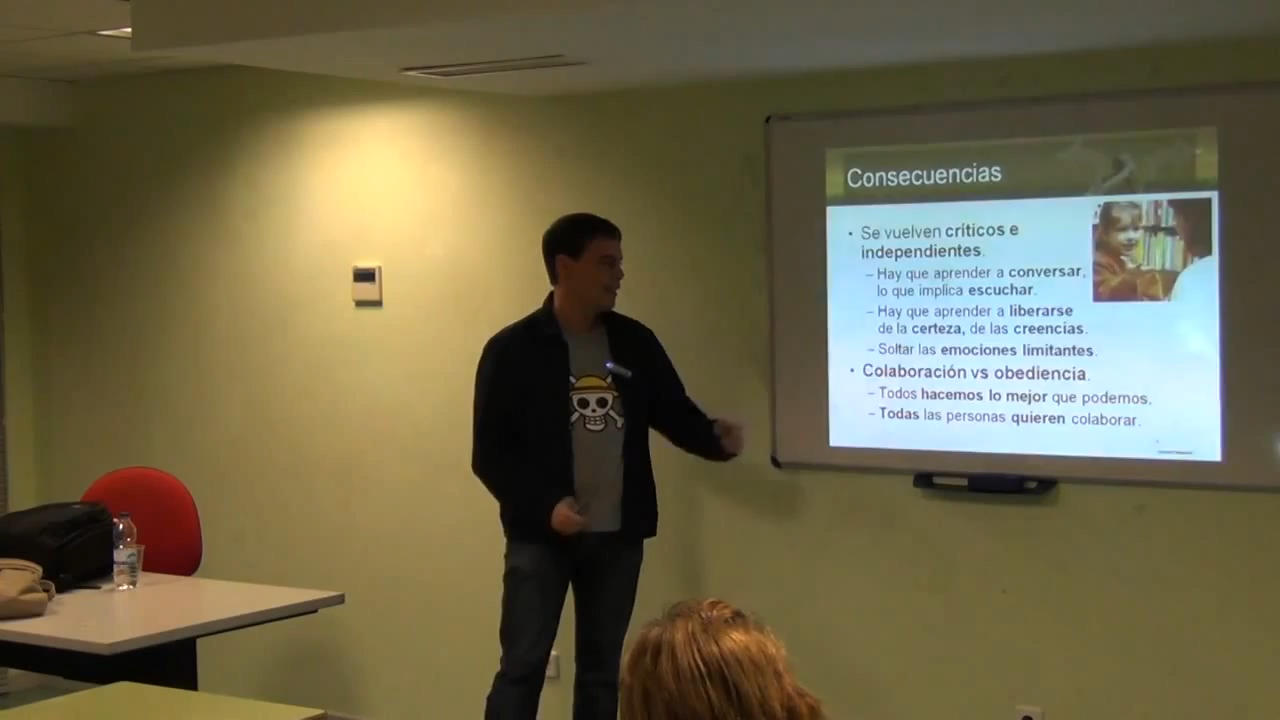 Consecuencias
• Se vuelven críticos e
independientes.
– Hay que aprender a conversar,
lo que implica escuchar.
– Hay que aprender a liberarse
de la certeza, de las creencias.
– Soltar las emociones limitantes.
• Colaboración vs obediencia.
– Todos hacemos lo mejor que podemos.
– Todas las personas quieren colaborar.